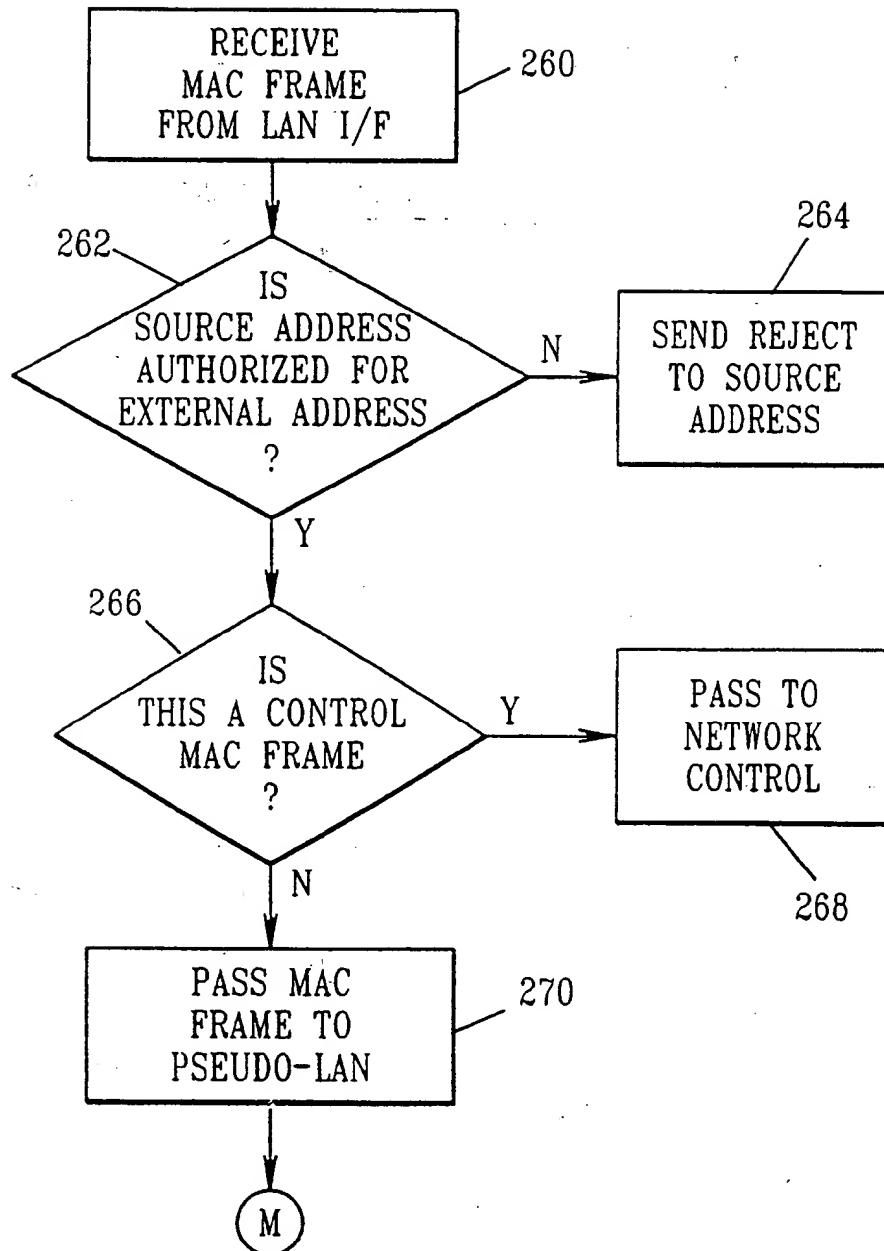 RECEIVE
MAC FRAME
FROM LAN I/F
260
262
IS
SOURCE ADDRESS
AUTHORIZED FOR
EXTERNAL ADDRESS
?
N
264
SEND REJECT
TO SOURCE
ADDRESS
Y
266
IS
THIS A CONTROL
MAC FRAME
?
Y
PASS TO
NETWORK
CONTROL
268
N
PASS MAC
FRAME TO
PSEUDO-LAN
270
M